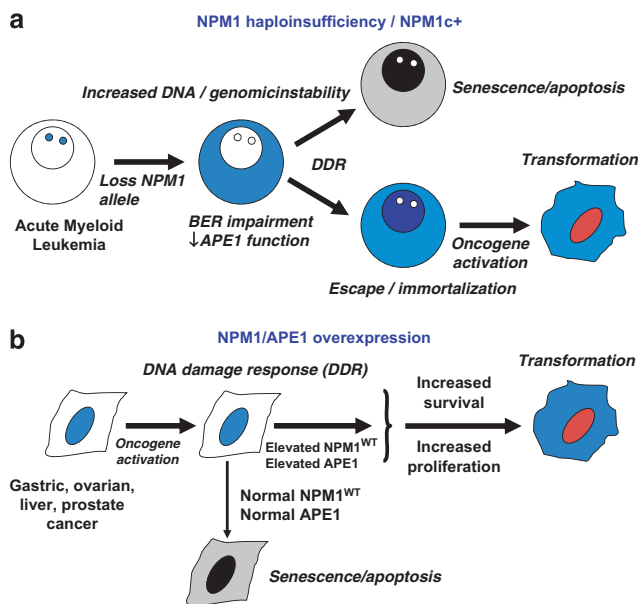 a
NPM1 haploinsufficiency / NPM1c+
Increased DNA / genomicinstability
Senescence/apoptosis
DDR
Transformation
Loss NPM1
allele
Acute Myeloid
Leukemia
BER impairment
↓APE1 function
Oncogene
activation
Escape / immortalization
b
NPM1/APE1 overexpression
DNA damage response (DDR)
Transformation
Increased
survival
Oncogene
activation
Elevated NPM1WT
Elevated APE1
Increased
proliferation
Gastric, ovarian,
liver, prostate
cancer
Normal NPM1WT
Normal APE1
Senescence/apoptosis